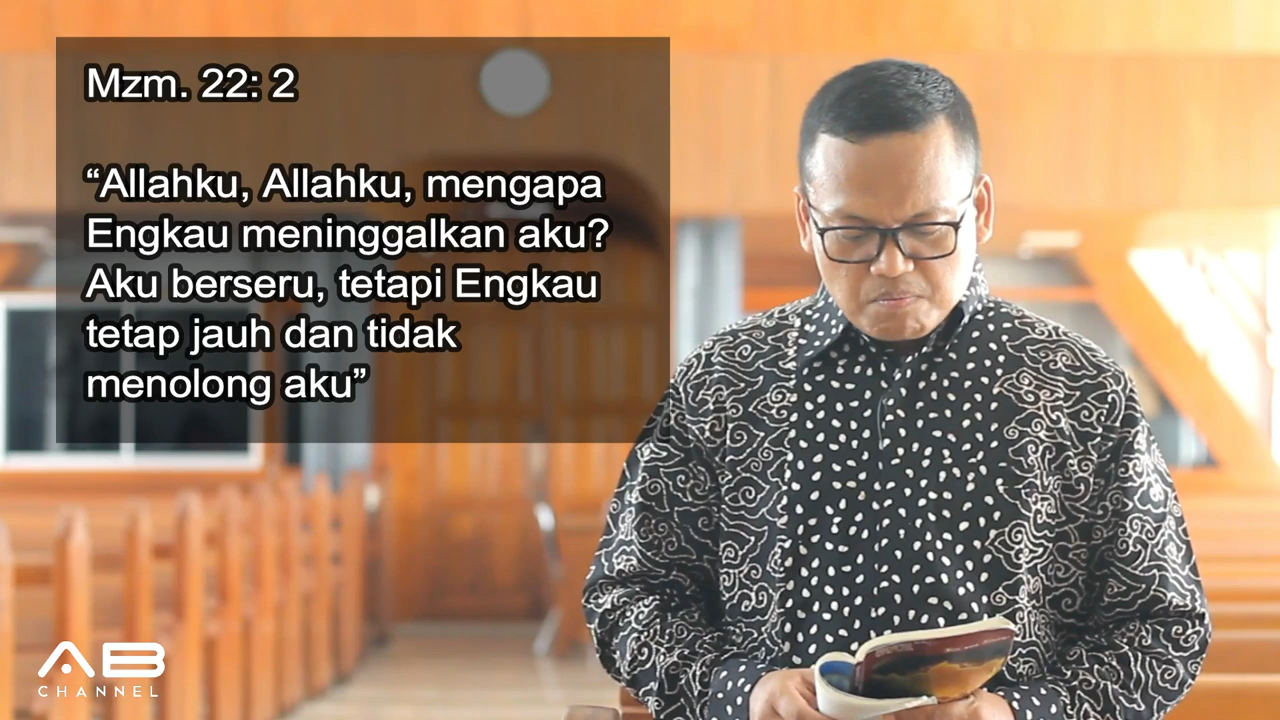 Mzm. 22: 2
“Allahku, Allahku, mengapa
Engkau meninggalkan aku?
Aku berseru, tetapi Engkau
tetap jauh dan tidak
menolong aku”
AB
CHANNEL